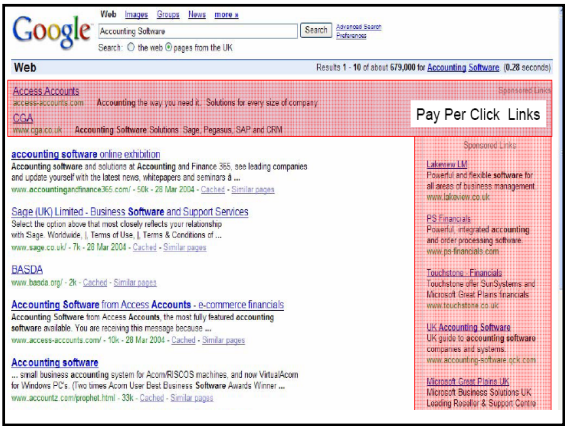 Google
Web Images Groups News more »
Accounting Software Search Advanced Search
Preferences
Search: the web pages from the UK
Web Results 1 - 10 of about 679,000 for Accounting Software. (0.28 seconds)
Access Accounts Sponsored Links
access-accounts.com Accounting the way you need it. Solutions for every size of company
CGA
www.cga.co.uk Accounting Software Solutions Sage, Pegasus, SAP and CRM
Pay Per Click Links
accounting software online exhibition
Accounting software and solutions at Accounting and Finance 365, see leading companies
and update yourself with the latest news, whitepapers and seminars á ...
www.accountingandfinance365.com/ - 50k - 28 Mar 2004 - Cached - Similar pages
Sage (UK) Limited - Business Software and Support Services
Select the option above that most closely reflects your relationship
with Sage. Worldwide, |, Terms of Use, |, Terms & Conditions of ...
www.sage.co.uk/ - 7k - 28 Mar 2004 - Cached - Similar pages
BASDA
www.basda.org/ - 2k - Cached - Similar pages
Accounting Software from Access Accounts - e-commerce financials
Accounting Software from Access Accounts, the most fully featured accounting
software available. You are receiving this message because ...
www.access-accounts.com/ - 10k - 28 Mar 2004 - Cached - Similar pages
Accounting software
... small business accounting system for Acorn/RISCOS machines, and now VirtualAcorn
for Windows PC's. (Two times Acorn User Best Business Software Awards Winner ...
www.accountz.com/prophet.html - 33k - Cached - Similar pages
Sponsored Links
Lakeview LM
Powerful and flexible software for
all areas of business management.
www.lakeview.co.uk
PS Financials
Powerful, integrated accounting
and order processing software.
www.ps-financials.com
Touchstone - Financials
Touchstone offer SunSystems and
Microsoft Great Plains financials
www.touchstone.co.uk
UK Accounting Software
UK guide to accounting software
companies and systems.
www.accounting-software.qck.com
Microsoft Great Plains UK
Microsoft Business Solutions UK
Leading Reseller & Support Centre